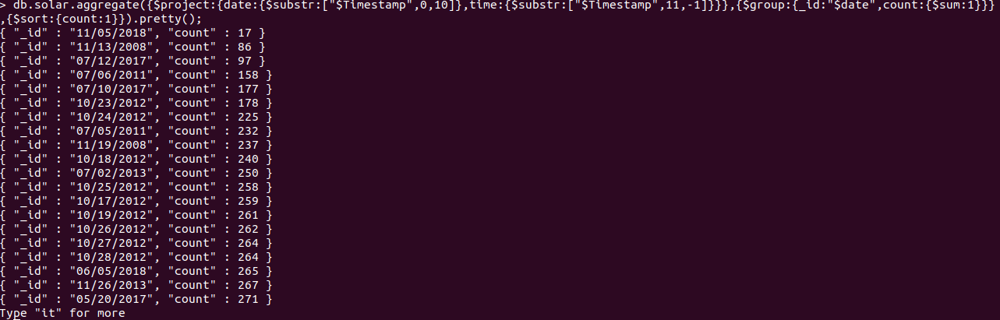 > db.solar.aggregate({$project:{date:{$substr:["$Timestamp",0,10]},time:{$substr:["$Timestamp",11,-1]}}},{$group:{_id:"$date",count:{$sum:1}}}
,{$sort:{count:1}}).pretty();
{ "_id" : "11/05/2018", "count" : 17 }
{ "_id" : "11/13/2008", "count" : 86 }
{ "_id" : "07/12/2017", "count" : 97 }
{ "_id" : "07/06/2011", "count" : 158 }
{ "_id" : "07/10/2017", "count" : 177 }
{ "_id" : "10/23/2012", "count" : 178 }
{ "_id" : "10/24/2012", "count" : 225 }
{ "_id" : "07/05/2011", "count" : 232 }
{ "_id" : "11/19/2008", "count" : 237 }
{ "_id" : "10/18/2012", "count" : 240 }
{ "_id" : "07/02/2013", "count" : 250 }
{ "_id" : "10/25/2012", "count" : 258 }
{ "_id" : "10/17/2012", "count" : 259 }
{ "_id" : "10/19/2012", "count" : 261 }
{ "_id" : "10/26/2012", "count" : 262 }
{ "_id" : "10/27/2012", "count" : 264 }
{ "_id" : "10/28/2012", "count" : 264 }
{ "_id" : "06/05/2018", "count" : 265 }
{ "_id" : "11/26/2013", "count" : 267 }
{ "_id" : "05/20/2017", "count" : 271 }
Type "it" for more